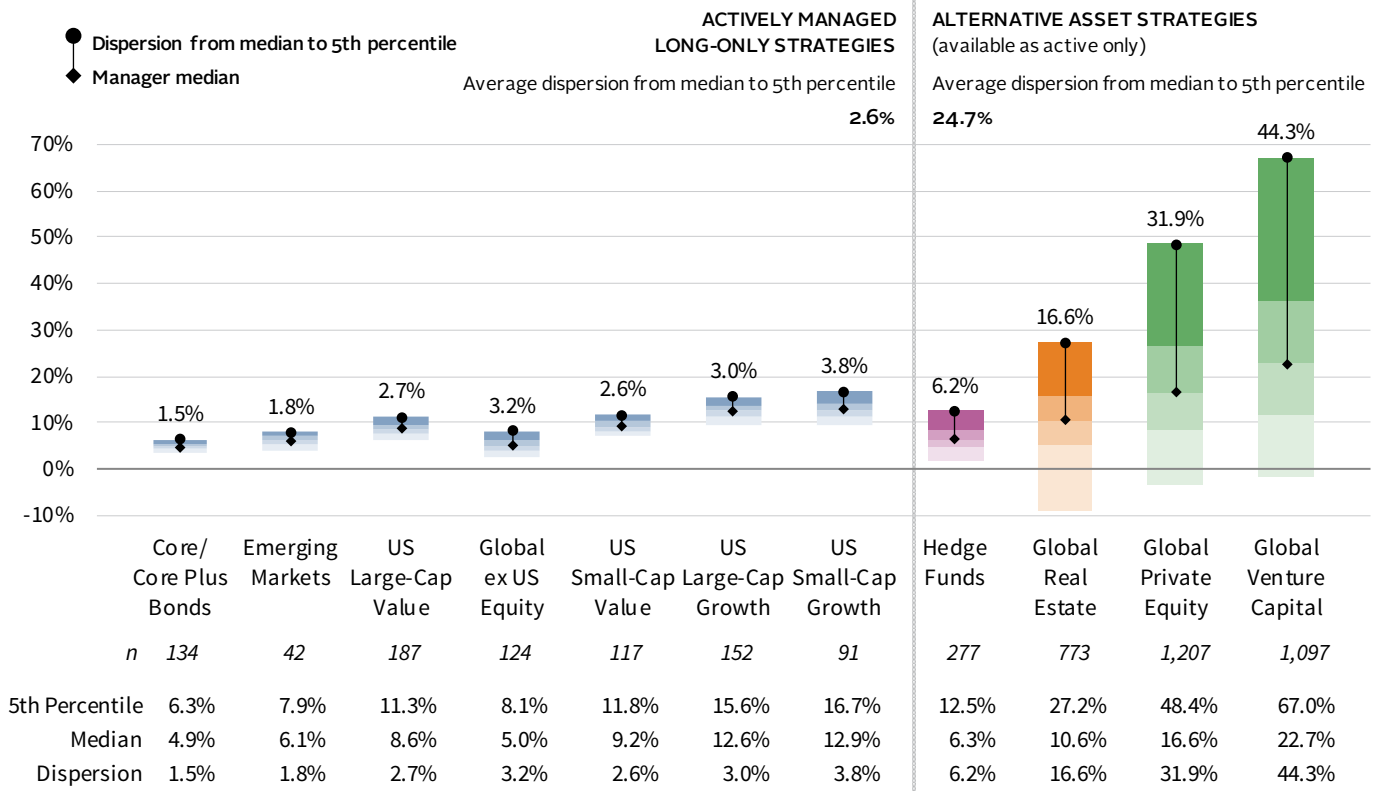 Dispersion from median to 5th percentile
Manager median
ACTIVELY MANAGED
LONG-ONLY STRATEGIES
Average dispersion from median to 5th percentile
2.6%
ALTERNATIVE ASSET STRATEGIES
(available as active only)
Average dispersion from median to 5th percentile
24.7%
70%
60%
50%
40%
30%
20%
10%
0%
-10%
1.5%
1.8%
2.7%
3.2%
2.6%
3.0%
3.8%
6.2%
16.6%
31.9%
44.3%
Core/
Core Plus
Bonds
Emerging
Markets
US
Large-Cap
Value
Global
ex US
Equity
US
Small-Cap
Value
US
Large-Cap
Growth
US
Small-Cap
Growth
Hedge
Funds
Global
Real
Estate
Global
Private
Equity
Global
Venture
Capital
n 134 42 187 124 117 152 91 277 773 1,207 1,097
5th Percentile 6.3% 7.9% 11.3% 8.1% 11.8% 15.6% 16.7% 12.5% 27.2% 48.4% 67.0%
Median 4.9% 6.1% 8.6% 5.0% 9.2% 12.6% 12.9% 6.3% 10.6% 16.6% 22.7%
Dispersion 1.5% 1.8% 2.7% 3.2% 2.6% 3.0% 3.8% 6.2% 16.6% 31.9% 44.3%